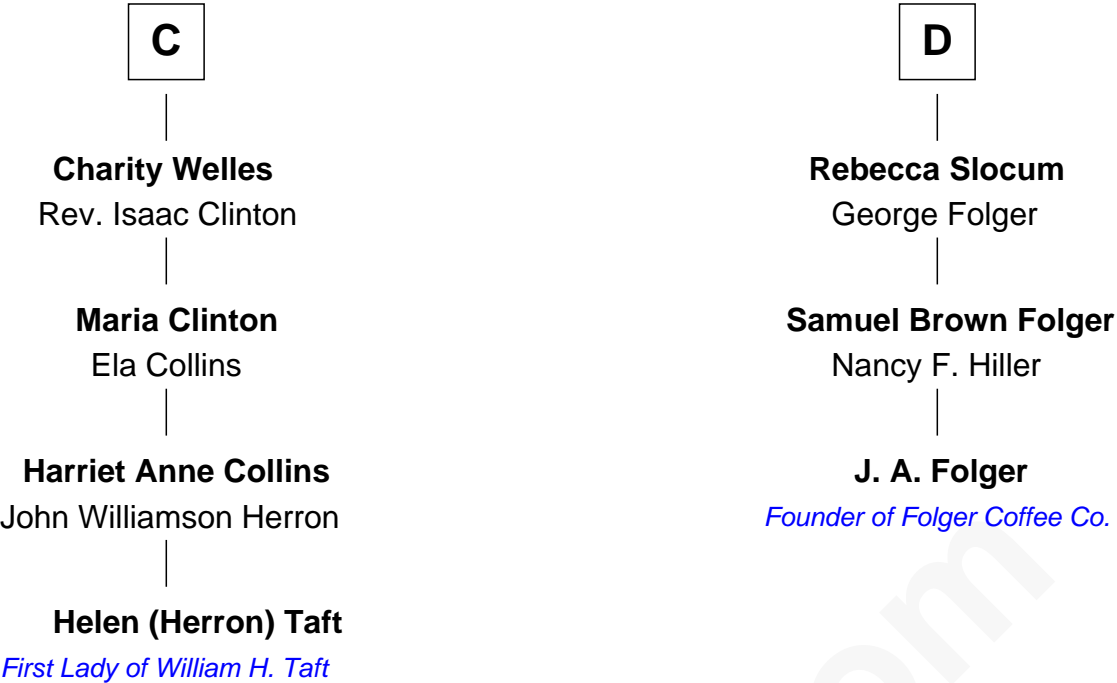 C
Charity Welles
Rev. Isaac Clinton
Maria Clinton
Ela Collins
Harriet Anne Collins
John Williamson Herron
Helen (Herron) Taft
First Lady of William H. Taft
D
Rebecca Slocum
George Folger
Samuel Brown Folger
Nancy F. Hiller
J. A. Folger
Founder of Folger Coffee Co.
om